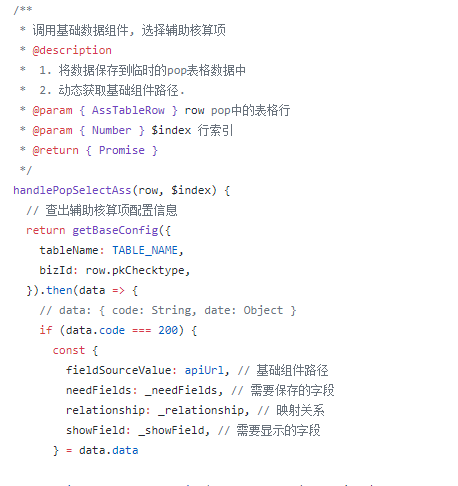 /**
 * 调用基础数据组件, 选择辅助核算项
 * @description
 *  1. 将数据保存到临时的pop表格数据中
 *  2. 动态获取基础组件路径.
 * @param { AssTableRow } row pop中的表格行
 * @param { Number } $index 行索引
 * @return { Promise }
 */
handlePopSelectAss(row, $index) {
  // 查出辅助核算项配置信息
  return getBaseConfig({
    tableName: TABLE_NAME,
    bizId: row.pkChecktype,
  }).then(data => {
    // data: { code: String, date: Object }
    if (data.code === 200) {
      const {
        fieldSourceValue: apiUrl, // 基础组件路径
        needFields: _needFields, // 需要保存的字段
        relationship: _relationship, // 映射关系
        showField: _showField, // 需要显示的字段
      } = data.data